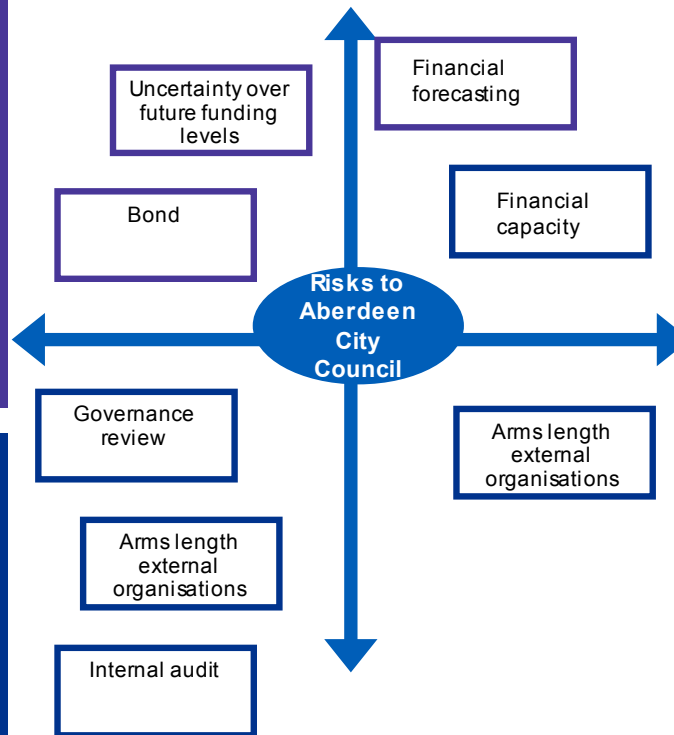 Uncertainty over
future funding
levels
Financial
forecasting
Bond
Financial
capacity
Risks to
Aberdeen
City
Council
Governance
review
Arms length
external
organisations
Arms length
external
organisations
Internal audit